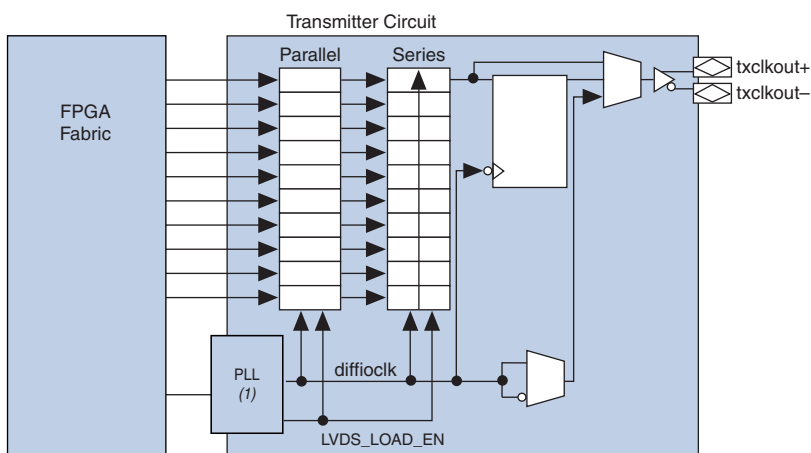 Transmitter Circuit
Parallel
Series
txclkout+
txclkout–
FPGA
Fabric
PLL
(1)
diffioclk
LVDS_LOAD_EN